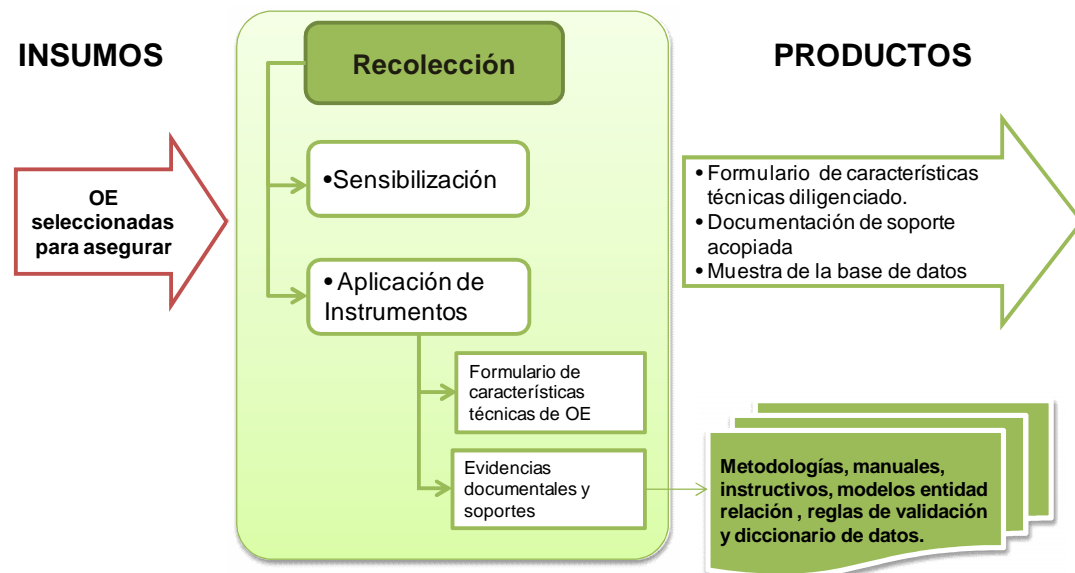 INSUMOS
Recolección
PRODUCTOS
OE
seleccionadas
para asegurar
•Sensibilización
• Aplicación de
Instrumentos
Formulario de
características
técnicas de OE
Evidencias
documentales y
soportes
• Formulario de características
técnicas diligenciado.
• Documentación de soporte
acopiada
• Muestra de la base de datos
Metodologías, manuales,
instructivos, modelos entidad
relación , reglas de validación
y diccionario de datos.